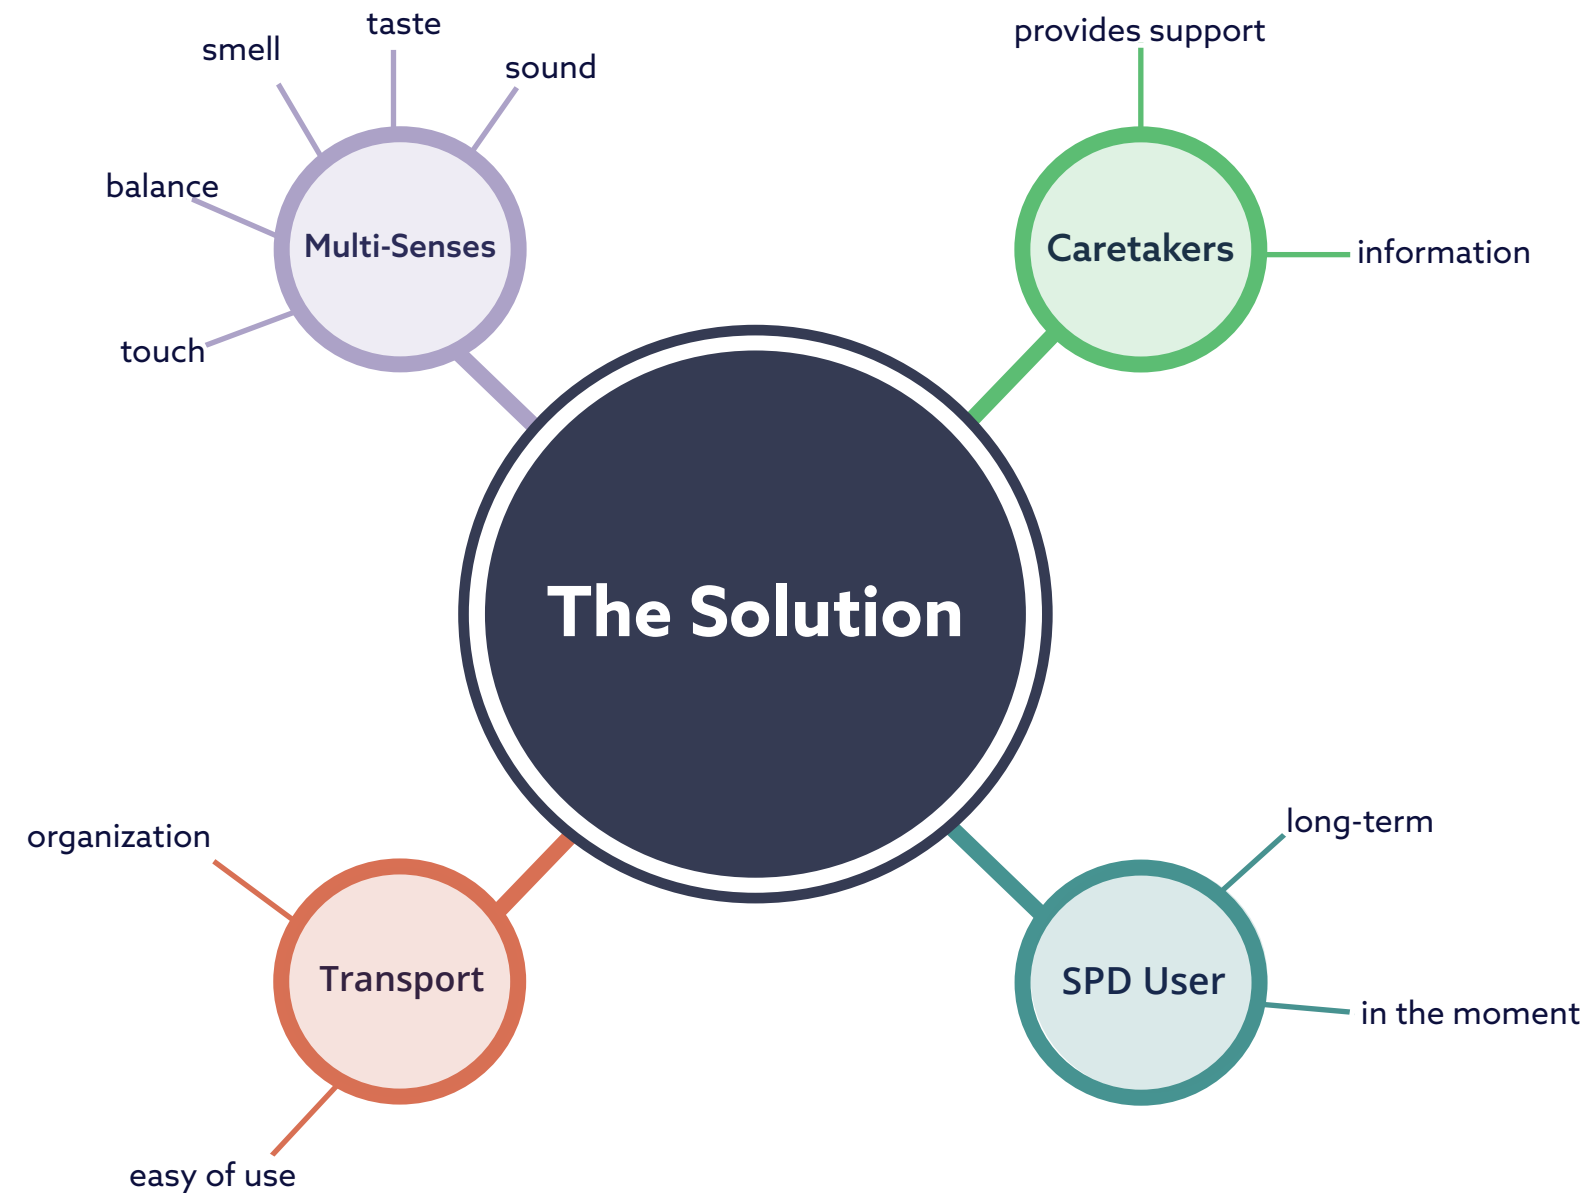 taste
smell
sound
balance
Multi-Senses
touch
provides support
Caretakers
information
The Solution
organization
Transport
easy of use
long-term
SPD User
in the moment